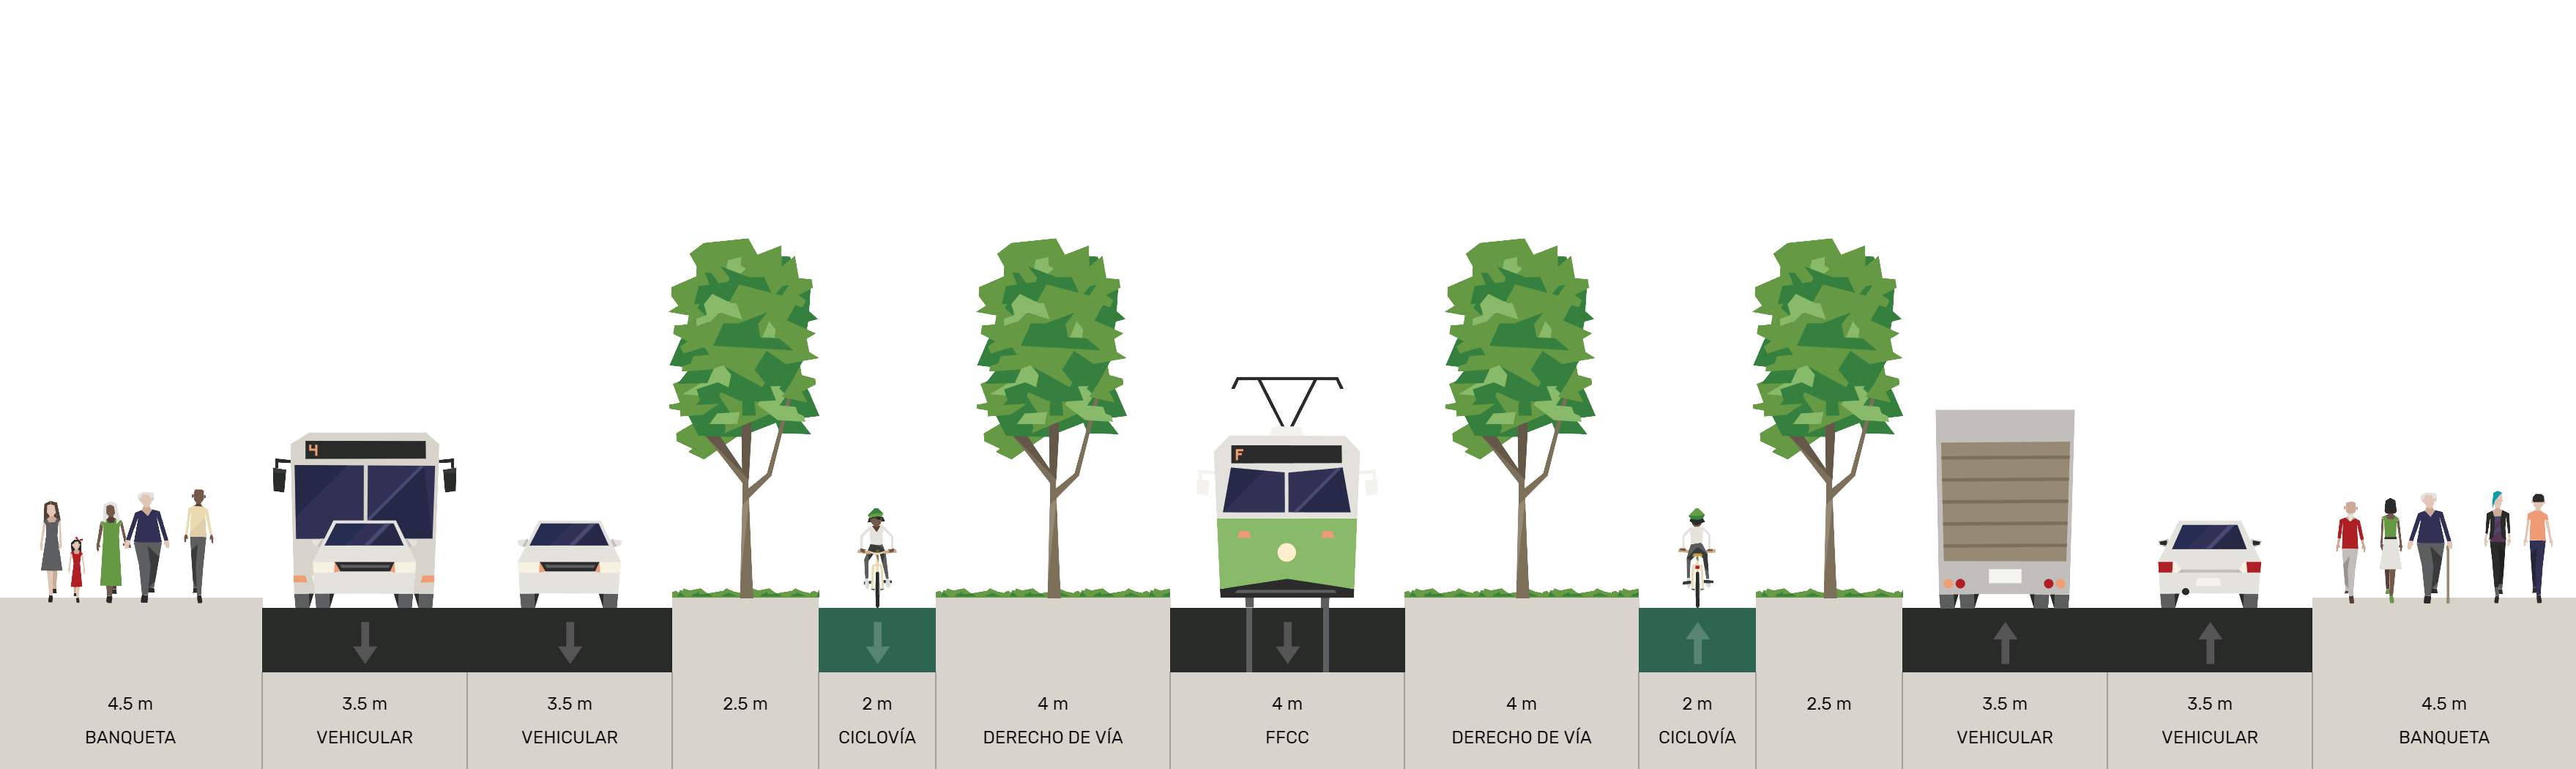 4
F
4.5 m
BANQUETA
3.5 m
VEHICULAR
3.5 m
VEHICULAR
2.5 m
2 m
CICLOVÍA
4 m
DERECHO DE VÍA
4 m
FFCC
4 m
DERECHO DE VÍA
2 m
CICLOVÍA
2.5 m
3.5 m
VEHICULAR
3.5 m
VEHICULAR
4.5 m
BANQUETA